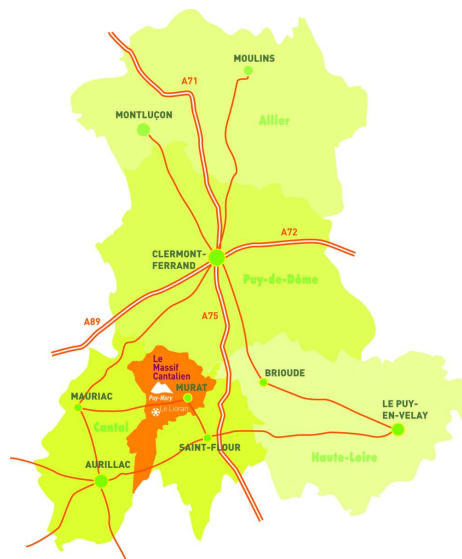 MOULINS
A71
MONTLUÇON
Allier
A72
CLERMONT-
FERRAND
Puy-de-Dôme
A89
A75
Le
Massif
Cantalien
BRIOUDE
MURAT
Puy-Mary
MAURIAC
Le Lioran
LE PUY-
EN-VELAY
Cantal
SAINT-FLOUR
Haute-Loire
AURILLAC